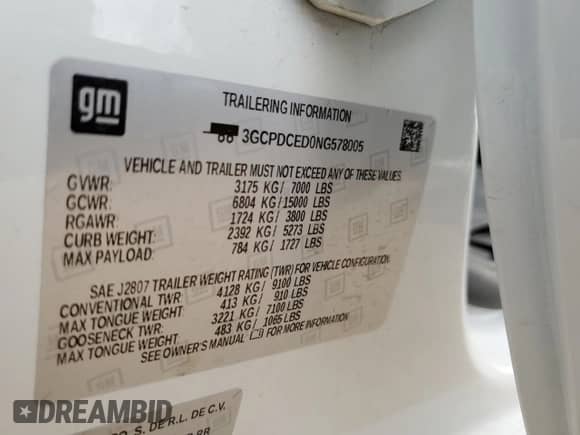 gm
TRAILERING INFORMATION
3GCPDCED0NG578005
VEHICLE AND TRAILER MUST NOT EXCEED ANY OF THESE VALUES
GVWR: 3175 KG / 7000 LBS
GCWR: 6804 KG / 15000 LBS
RGAWR: 1724 KG / 3800 LBS
CURB WEIGHT: 2392 KG / 5273 LBS
MAX PAYLOAD: 784 KG / 1727 LBS
SAE J2807 TRAILER WEIGHT RATING (TWR) FOR VEHICLE CONFIGURATION
CONVENTIONAL TWR: 4128 KG / 9100 LBS
MAX TONGUE WEIGHT: 413 KG / 910 LBS
GOOSENECK TWR: 3221 KG / 7100 LBS
MAX TONGUE WEIGHT: 483 KG / 1065 LBS
SEE OWNER'S MANUAL FOR MORE INFORMATION
CO, S. DE R.L. DE C.V.
DREAMBID